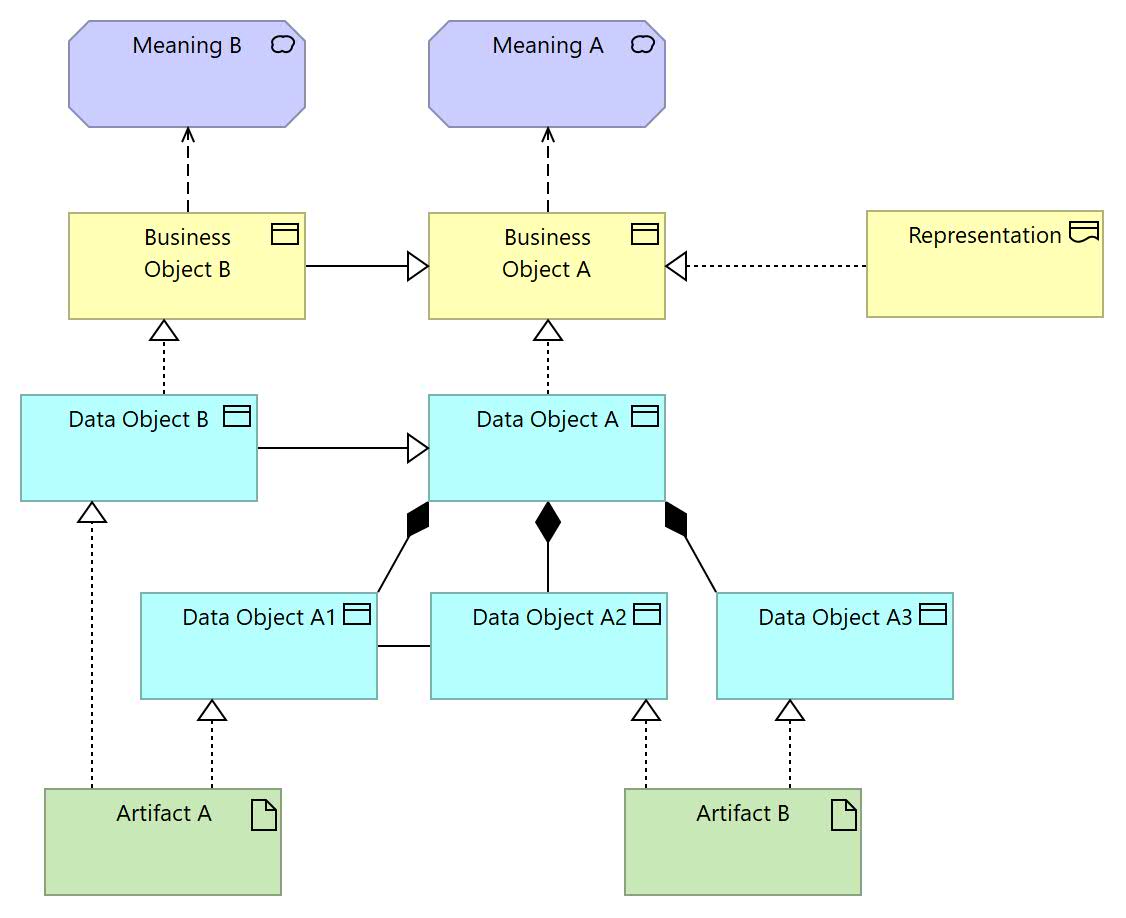 Meaning B
Meaning A
Business
Object B
Business
Object A
Representation
Data Object B
Data Object A
Data Object A1
Data Object A2
Data Object A3
Artifact A
Artifact B